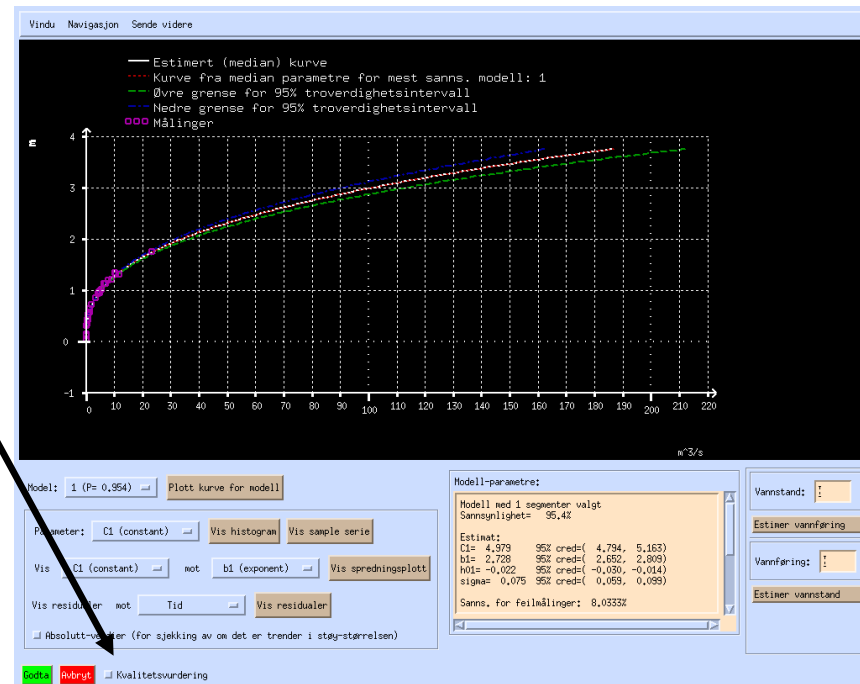 Vindu Navigasjon Sende videre
Estimert (median) kurve
Kurve fra median parametre for mest sanns. modell: 1
Øvre grense for 95% troverdighetsintervall
Nedre grense for 95% troverdighetsintervall
Målinger
m
4
3
2
1
0
-1
0 10 20 30 40 50 60 70 80 90 100 110 120 130 140 150 160 170 180 190 200 210 220
m^3/s
Model: 1 (P= 0.954) Plott kurve for modell
Parameter: C1 (constant) Vis histogram Vis sample serie
Vis C1 (constant) mot b1 (exponent) Vis spredningsplott
Vis residualer mot Tid Vis residualer
Absolutt-verdier (for sjekking av om det er trender i støy-størrelsen)
Modell-parametre:
Modell med 1 segmenter valgt
Sannsynlighet= 95.4%
Estimat:
C1= 4.979 95% cred=( 4.794, 5.163)
b1= 2.728 95% cred=( 2.652, 2.809)
h01= -0.022 95% cred=( -0.030, -0.014)
sigma= 0.075 95% cred=( 0.059, 0.099)
Sanns. for feilmålinger: 8.0333%
Vannstand:
Estimer vannføring
Vannføring:
Estimer vannstand
Godta Avbryt Kvalitetsvurdering